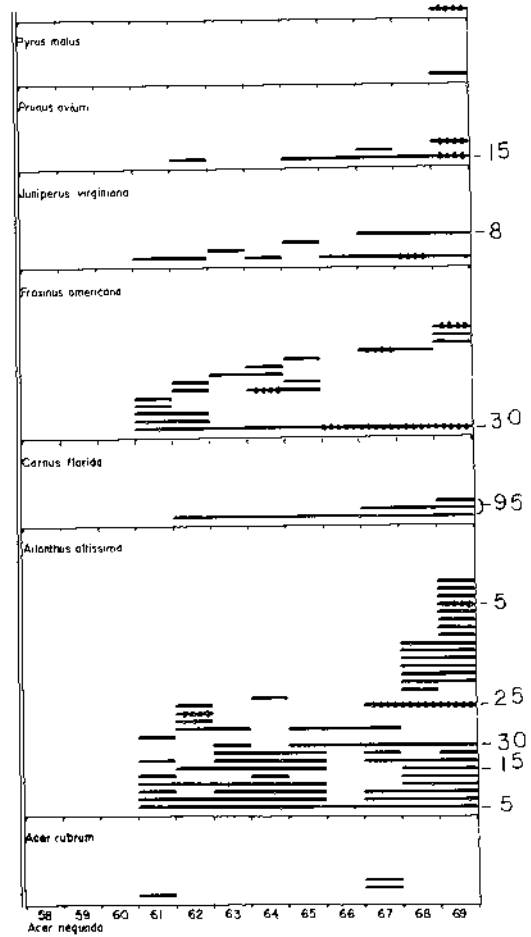 Pyrus malus
Prunus avium
15
Juniperus virginiana
8
Fraxinus americana
30
Cornus florida
95
Ailanthus altissima
5
25
30
15
5
Acer rubrum
58 59 60 61 62 63 64 65 66 67 68 69
Acer negundo